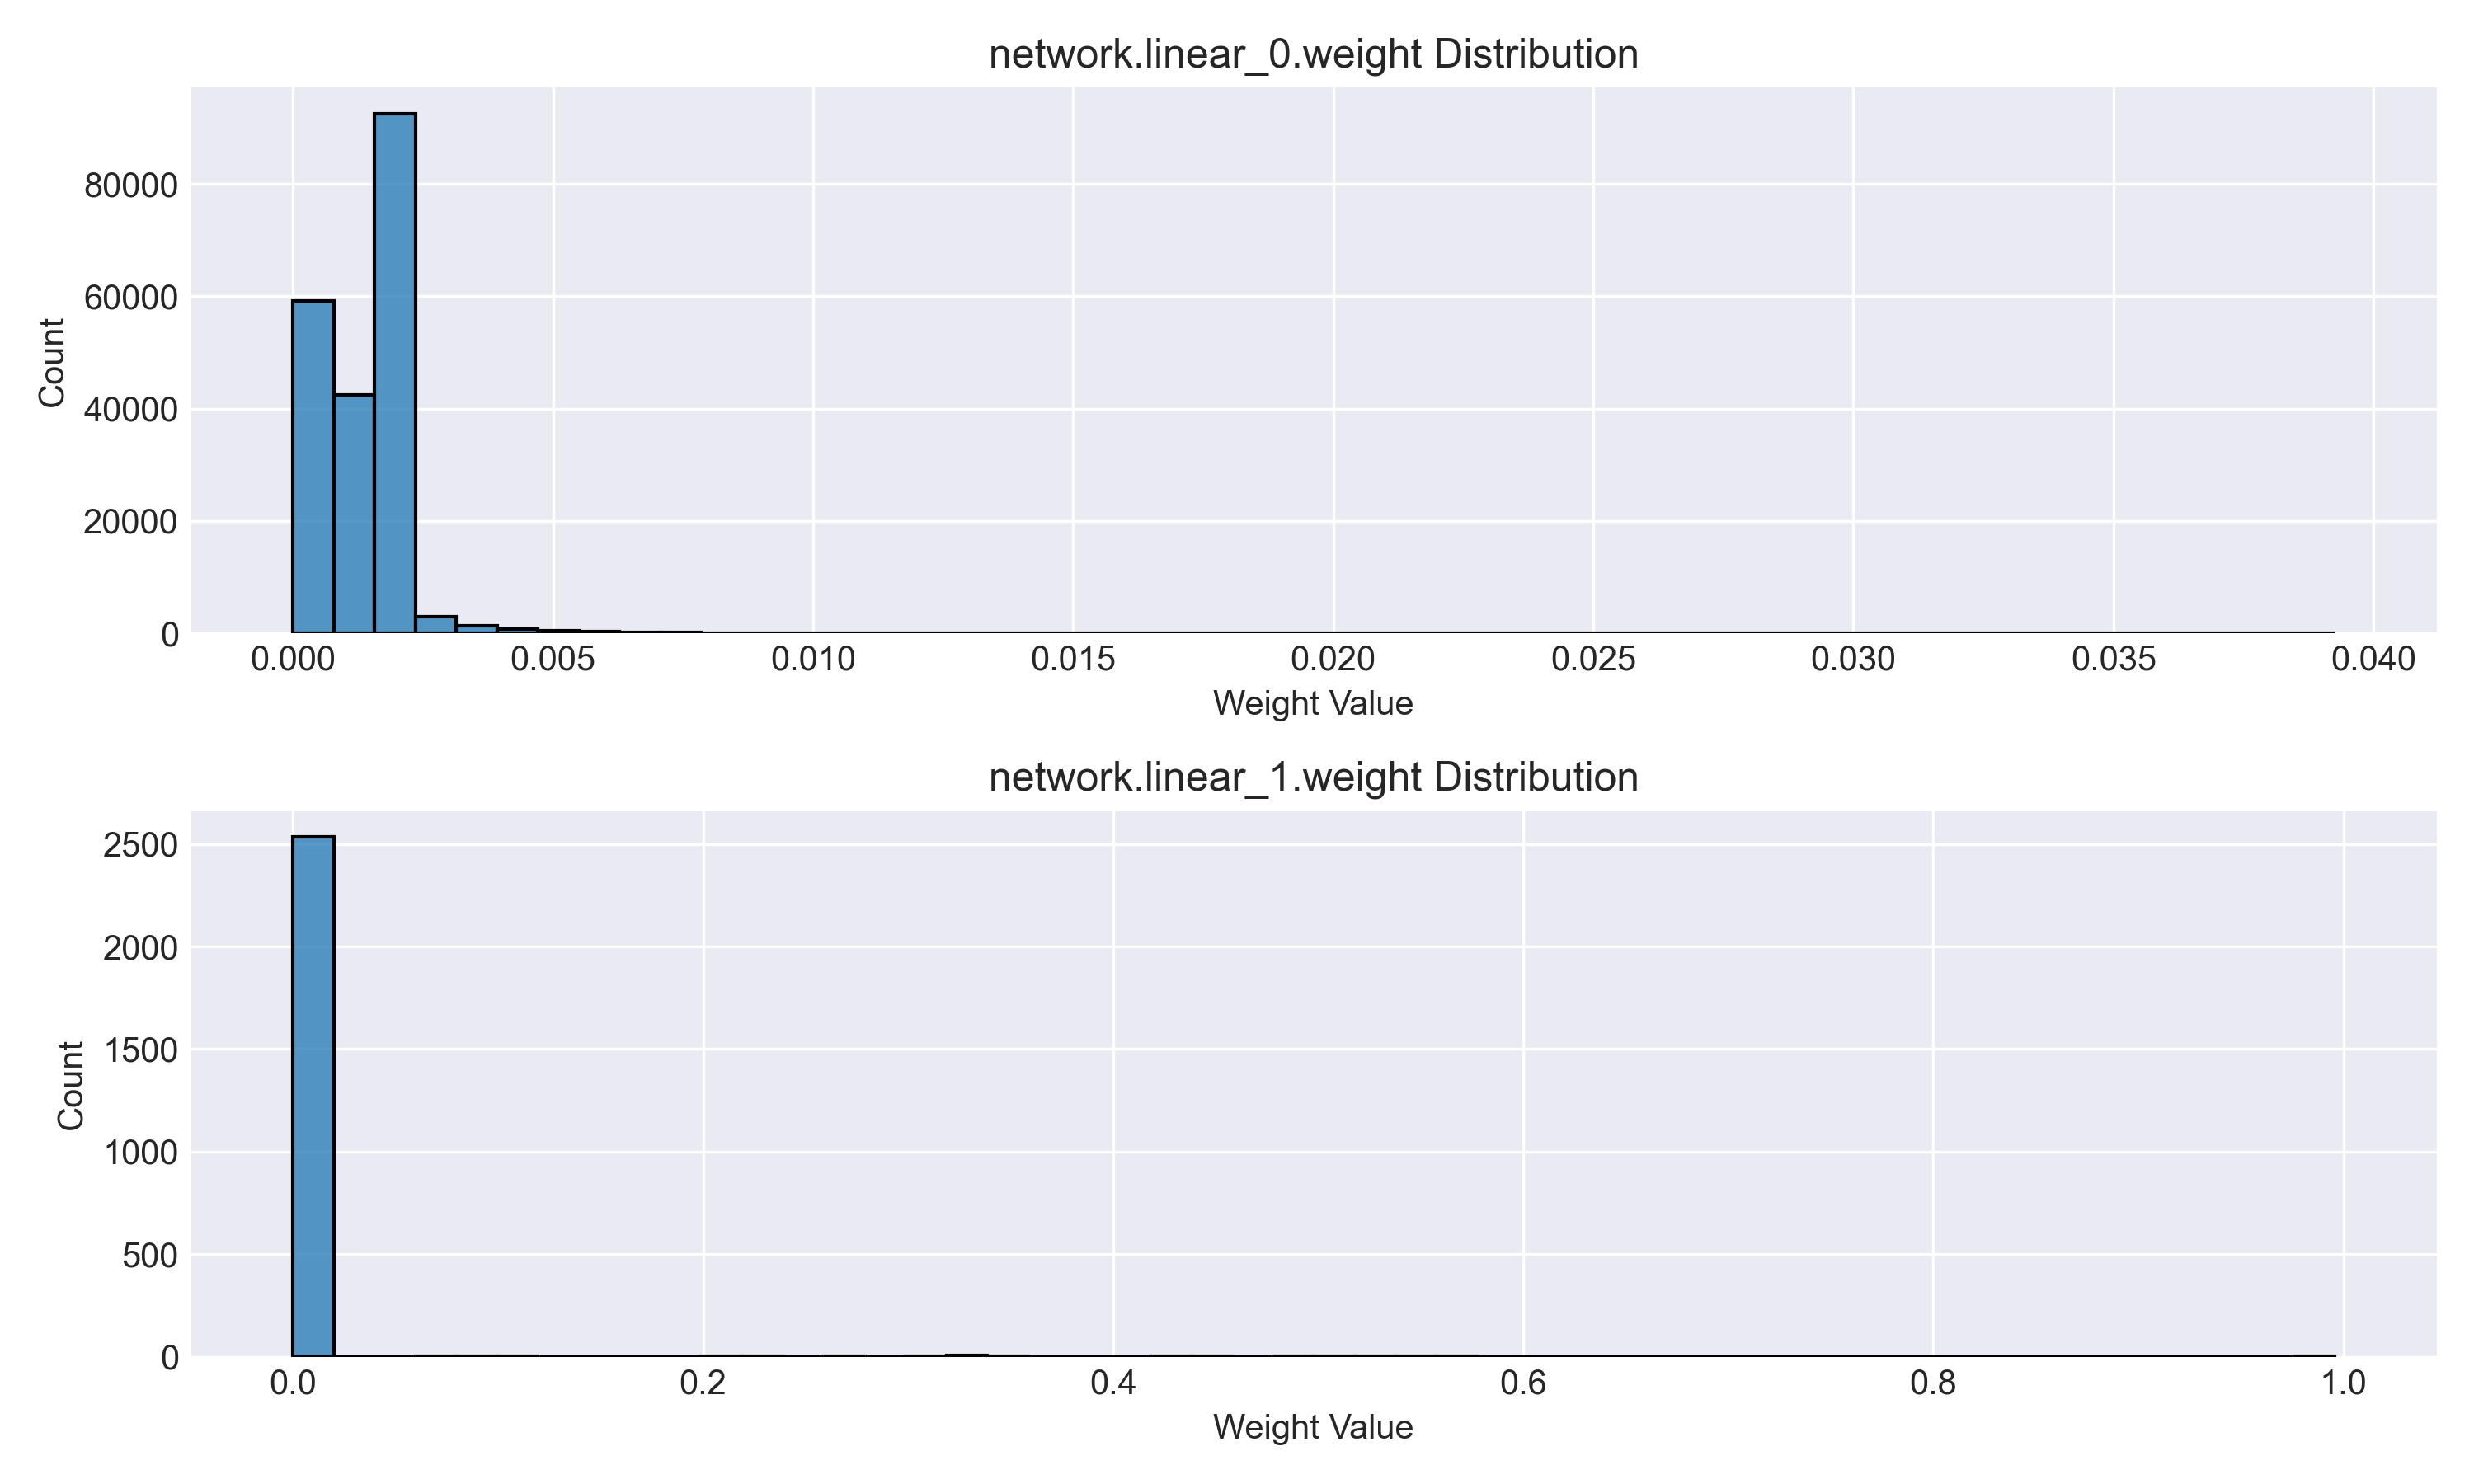 network.linear_0.weight Distribution
80000
60000
40000
20000
0
Count
0.000 0.005 0.010 0.015 0.020 0.025 0.030 0.035 0.040
Weight Value
network.linear_1.weight Distribution
2500
2000
1500
1000
500
0
Count
0.0 0.2 0.4 0.6 0.8 1.0
Weight Value